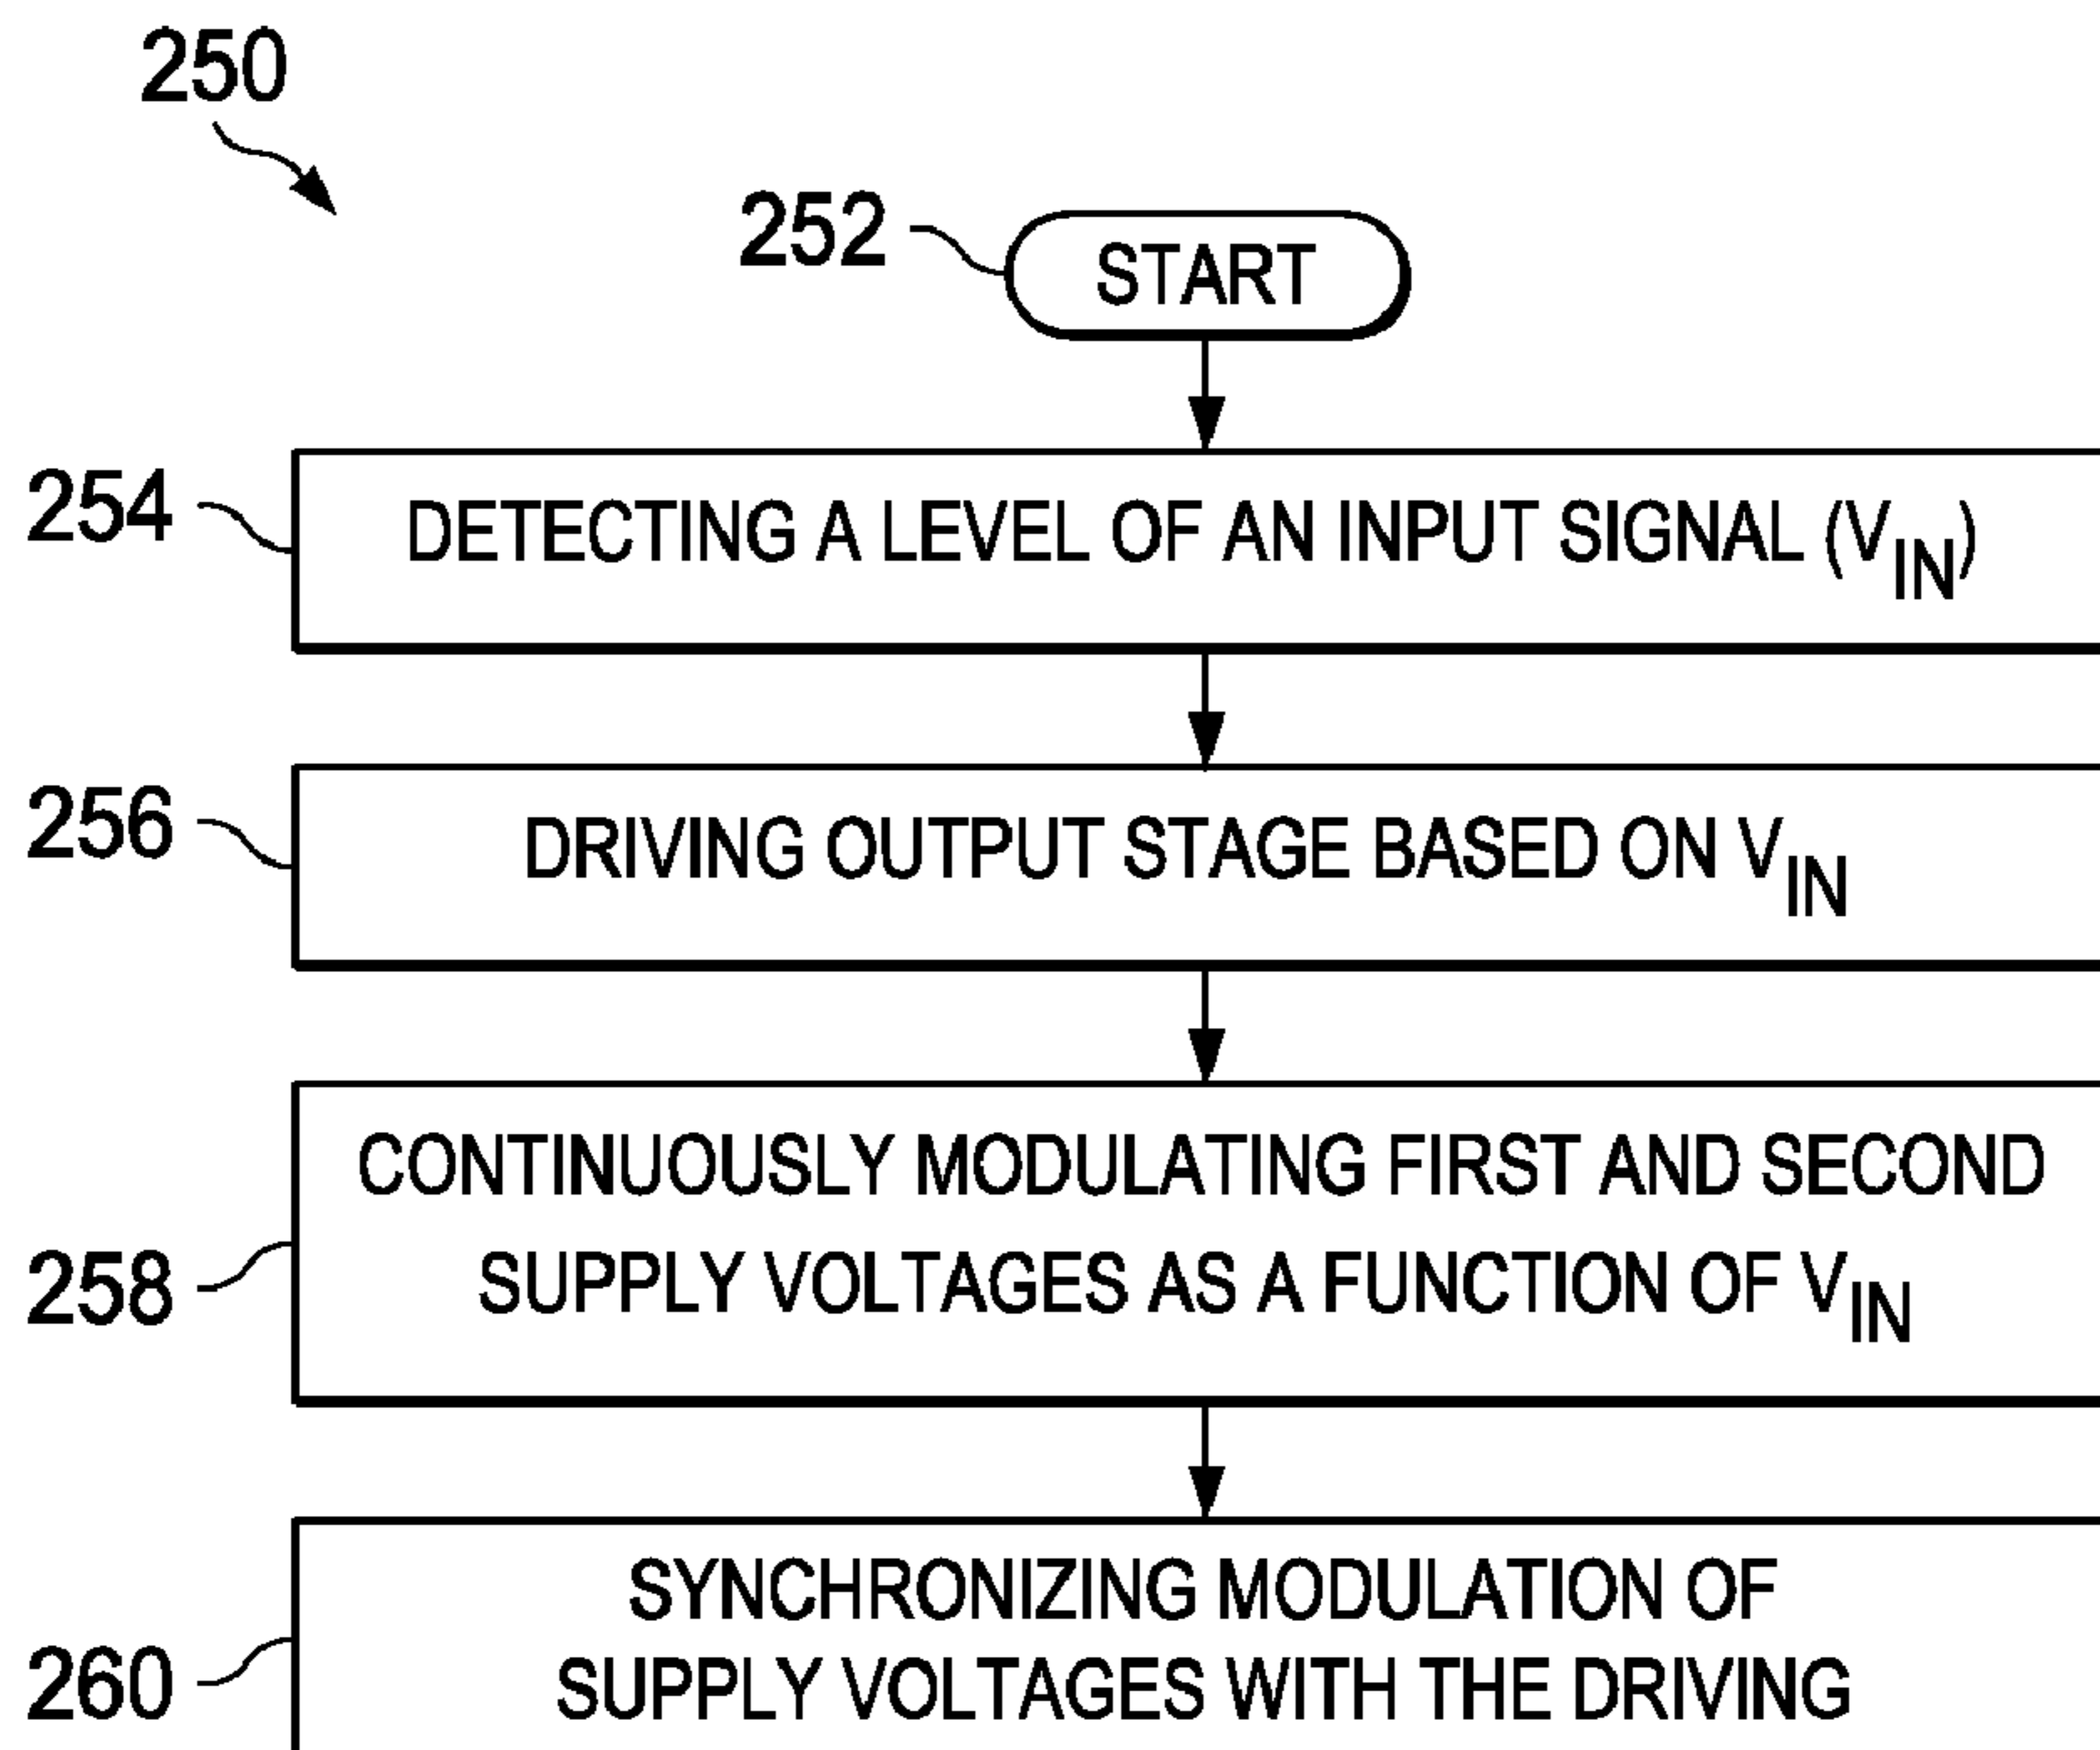 250
252
START
254
DETECTING A LEVEL OF AN INPUT SIGNAL (VIN)
256
DRIVING OUTPUT STAGE BASED ON VIN
CONTINUOUSLY MODULATING FIRST AND SECOND
SUPPLY VOLTAGES AS A FUNCTION OF VIN
258
SYNCHRONIZING MODULATION OF
SUPPLY VOLTAGES WITH THE DRIVING
260